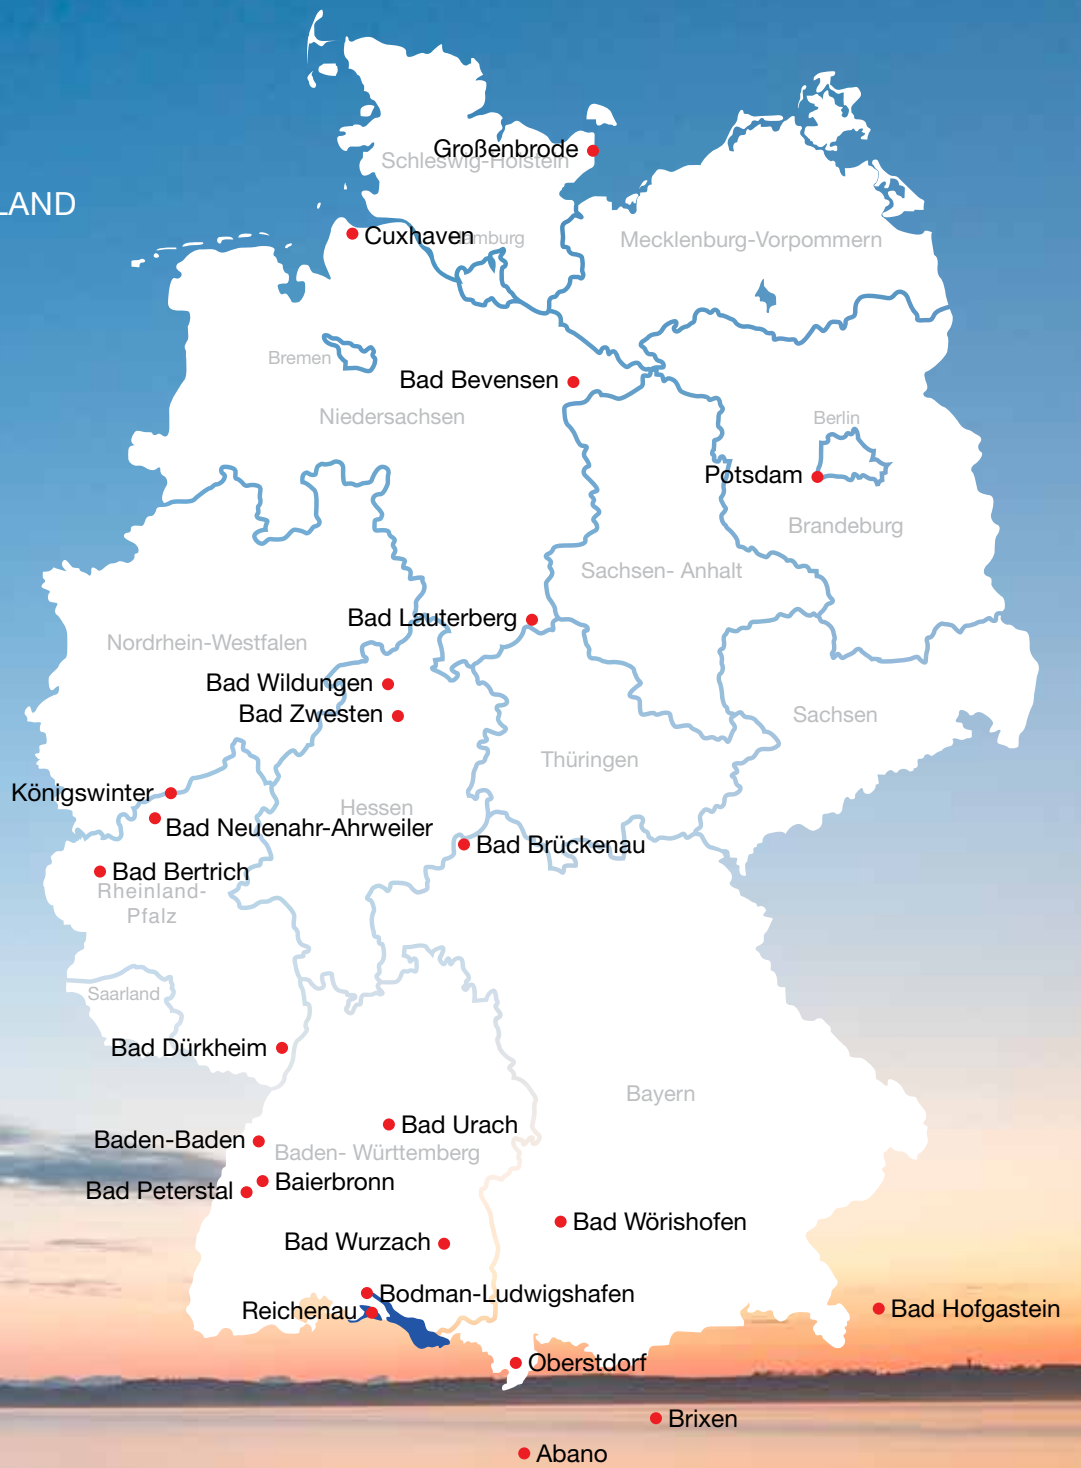 Großenbrode
Schleswig-Holstein
LAND
Cuxhaven
Hamburg
Mecklenburg-Vorpommern
Bremen
Bad Bevensen
Niedersachsen
Berlin
Potsdam
Brandeburg
Sachsen- Anhalt
Bad Lauterberg
Nordrhein-Westfalen
Bad Wildungen
Bad Zwesten
Sachsen
Thüringen
Königswinter
Hessen
Bad Neuenahr-Ahrweiler
Bad Brückenau
Bad Bertrich
Rheinland-
Pfalz
Saarland
Bad Dürkheim
Bayern
Bad Urach
Baden-Baden
Baden- Württemberg
Baierbronn
Bad Peterstal
Bad Wörishofen
Bad Wurzach
Bodman-Ludwigshafen
Reichenau
Bad Hofgastein
Oberstdorf
Brixen
Abano